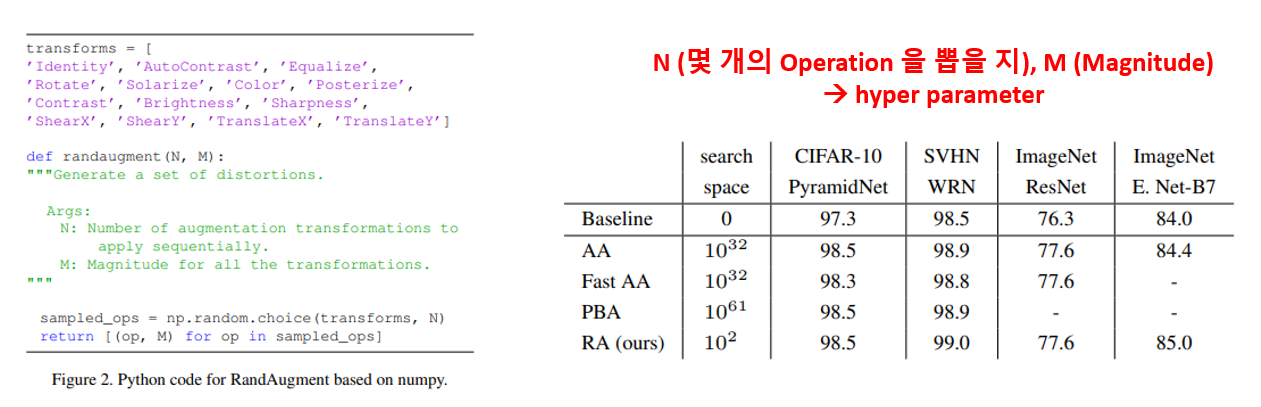 transforms = [
’Identity’, ’AutoContrast’, ’Equalize’,
’Rotate’, ’Solarize’, ’Color’, ’Posterize’,
’Contrast’, ’Brightness’, ’Sharpness’,
’ShearX’, ’ShearY’, ’TranslateX’, ’TranslateY’]
def randaugment(N, M):
"""Generate a set of distortions.
Args:
N: Number of augmentation transformations to
apply sequentially.
M: Magnitude for all the transformations.
"""
sampled_ops = np.random.choice(transforms, N)
return [(op, M) for op in sampled_ops]
Figure 2. Python code for RandAugment based on numpy.
N (몇 개의 Operation 을 뽑을 지), M (Magnitude)
→ hyper parameter
search CIFAR-10 SVHN ImageNet ImageNet
space PyramidNet WRN ResNet E. Net-B7
Baseline 0 97.3 98.5 76.3 84.0
AA 10^32 98.5 98.9 77.6 84.4
Fast AA 10^32 98.3 98.8 77.6 -
PBA 10^61 98.5 98.9 - -
RA (ours) 10^2 98.5 99.0 77.6 85.0